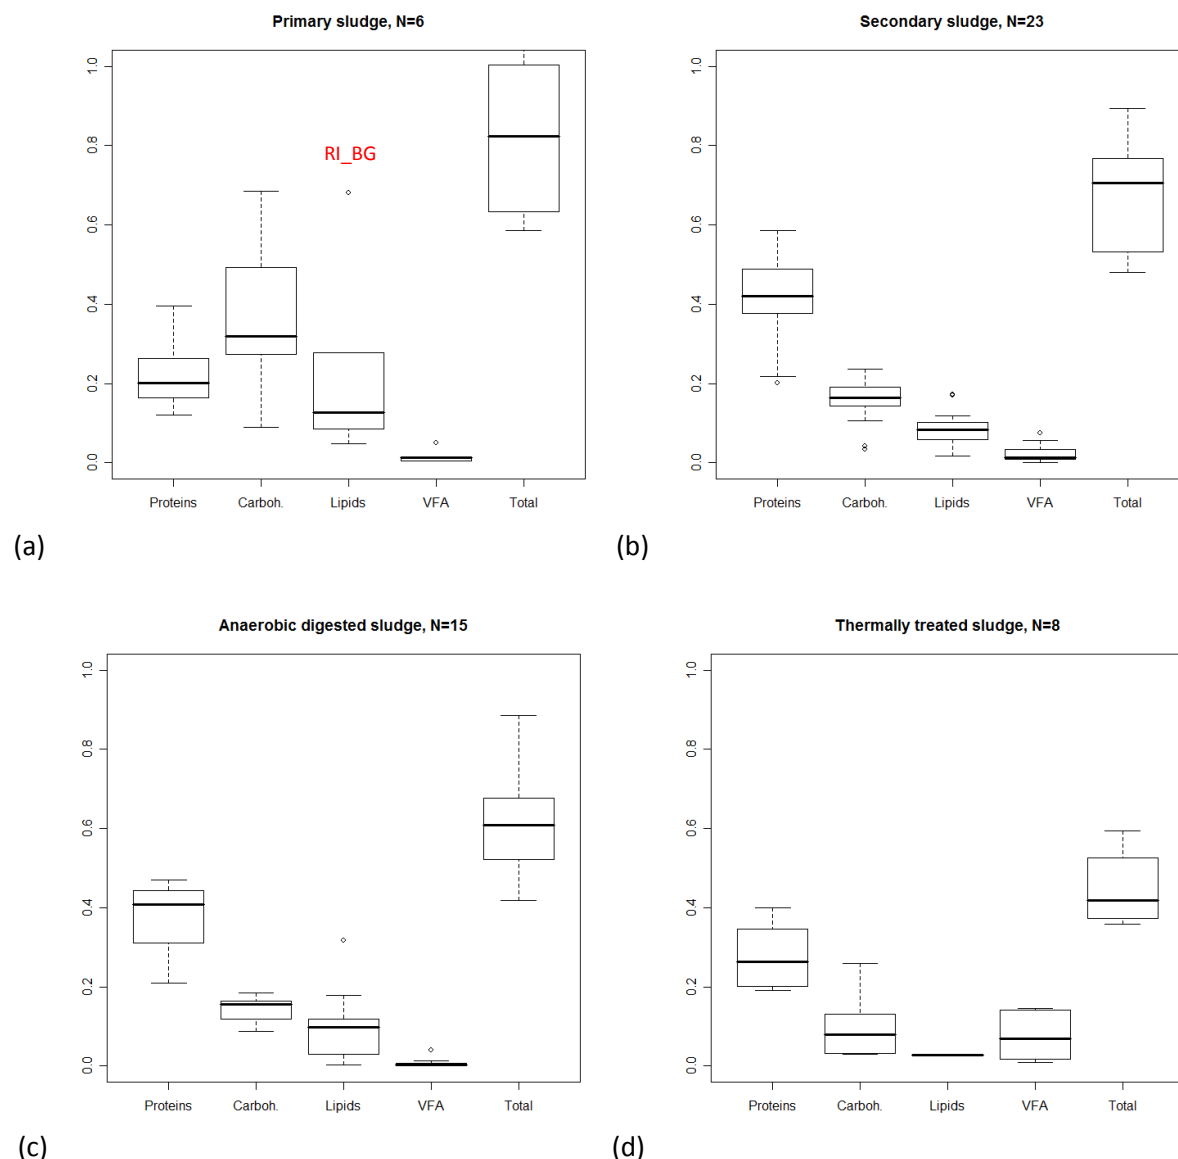 Primary sludge, N=6
1.0
0.8
0.6
0.4
0.2
0.0
RI_BG
Proteins Carboh. Lipids VFA Total
(a)
Secondary sludge, N=23
1.0
0.8
0.6
0.4
0.2
0.0
Proteins Carboh. Lipids VFA Total
(b)
Anaerobic digested sludge, N=15
1.0
0.8
0.6
0.4
0.2
0.0
Proteins Carboh. Lipids VFA Total
(c)
Thermally treated sludge, N=8
1.0
0.8
0.6
0.4
0.2
0.0
Proteins Carboh. Lipids VFA Total
(d)